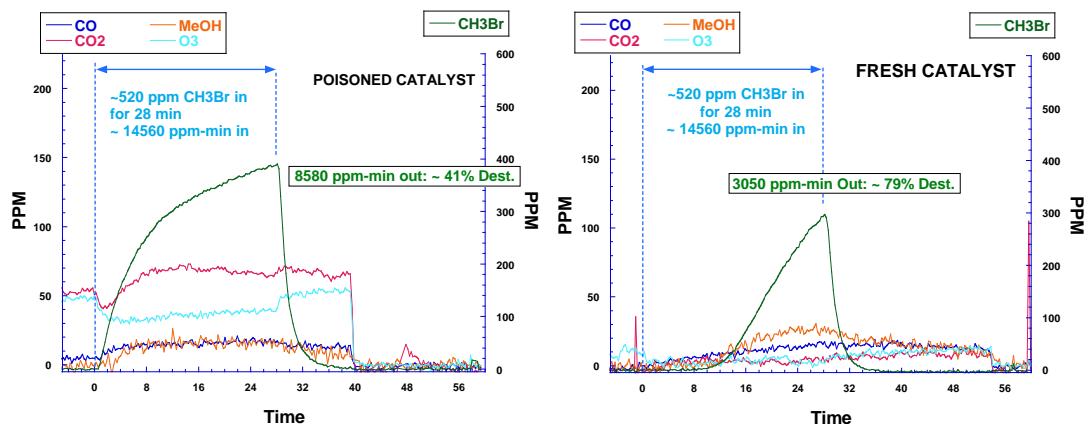 CO
MeOH
CO2
O3
CH3Br
600
200
POISONED CATALYST
500
~520 ppm CH3Br in
for 28 min
~ 14560 ppm-min in
400
150
8580 ppm-min out: ~ 41% Dest.
PPM
PPM
300
100
200
50
100
0
0
0
8
16
24
32
40
48
56
Time
CO
MeOH
CO2
O3
CH3Br
600
200
FRESH CATALYST
500
~520 ppm CH3Br in
for 28 min
~ 14560 ppm-min in
400
150
3050 ppm-min Out: ~ 79% Dest.
PPM
PPM
300
100
200
50
100
0
0
0
8
16
24
32
40
48
56
Time